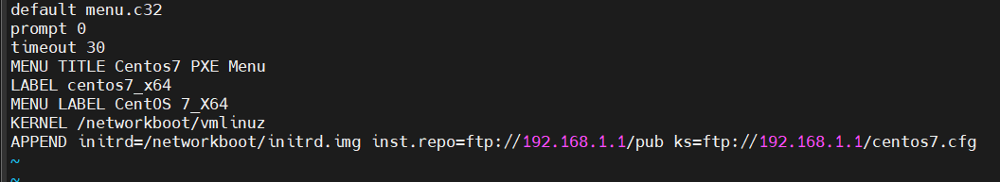 default menu.c32
prompt 0
timeout 30
MENU TITLE Centos7 PXE Menu
LABEL centos7_x64
MENU LABEL CentOS 7_X64
KERNEL /networkboot/vmlinuz
APPEND initrd=/networkboot/initrd.img inst.repo=ftp://192.168.1.1/pub ks=ftp://192.168.1.1/centos7.cfg
~
~